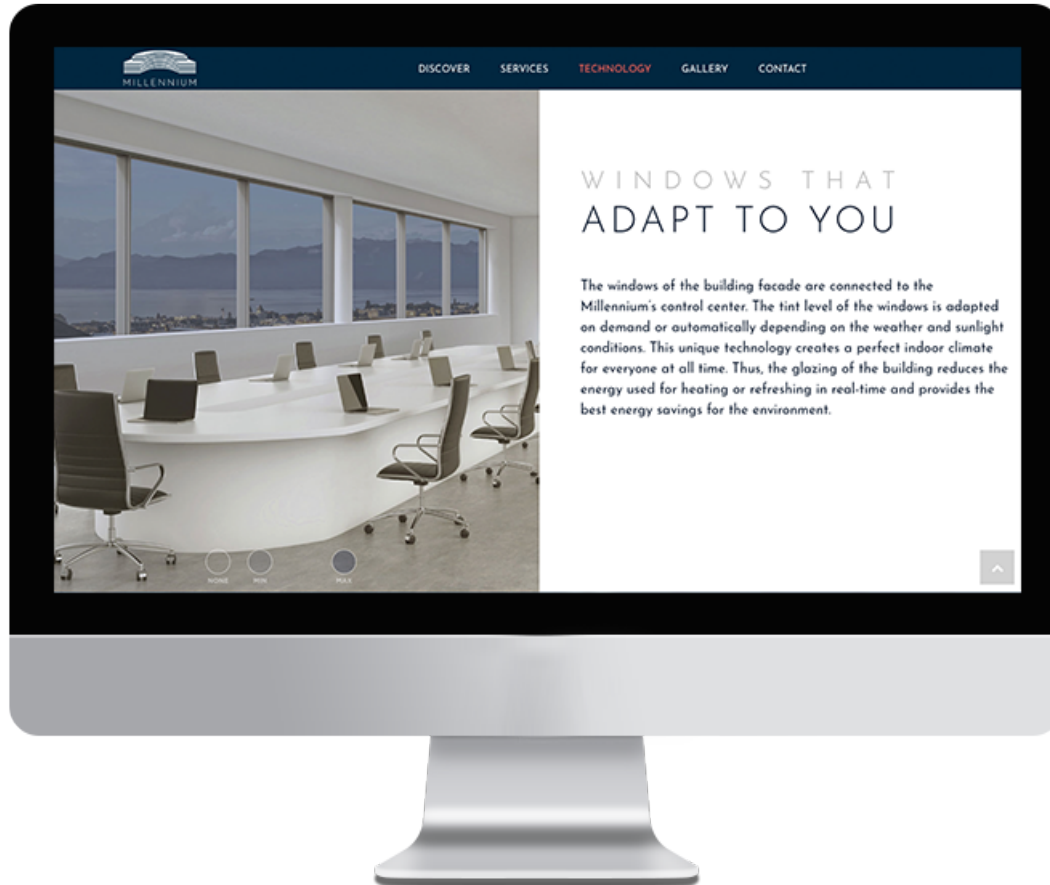 MILLENNIUM
DISCOVER SERVICES TECHNOLOGY GALLERY CONTACT
WINDOWS THAT
ADAPT TO YOU
The windows of the building facade are connected to the
Millennium's control center. The tint level of the windows is adapted
on demand or automatically depending on the weather and sunlight
conditions. This unique technology creates a perfect indoor climate
for everyone at all time. Thus, the glazing of the building reduces the
energy used for heating or refreshing in real-time and provides the
best energy savings for the environment.
NONE MIN MAX